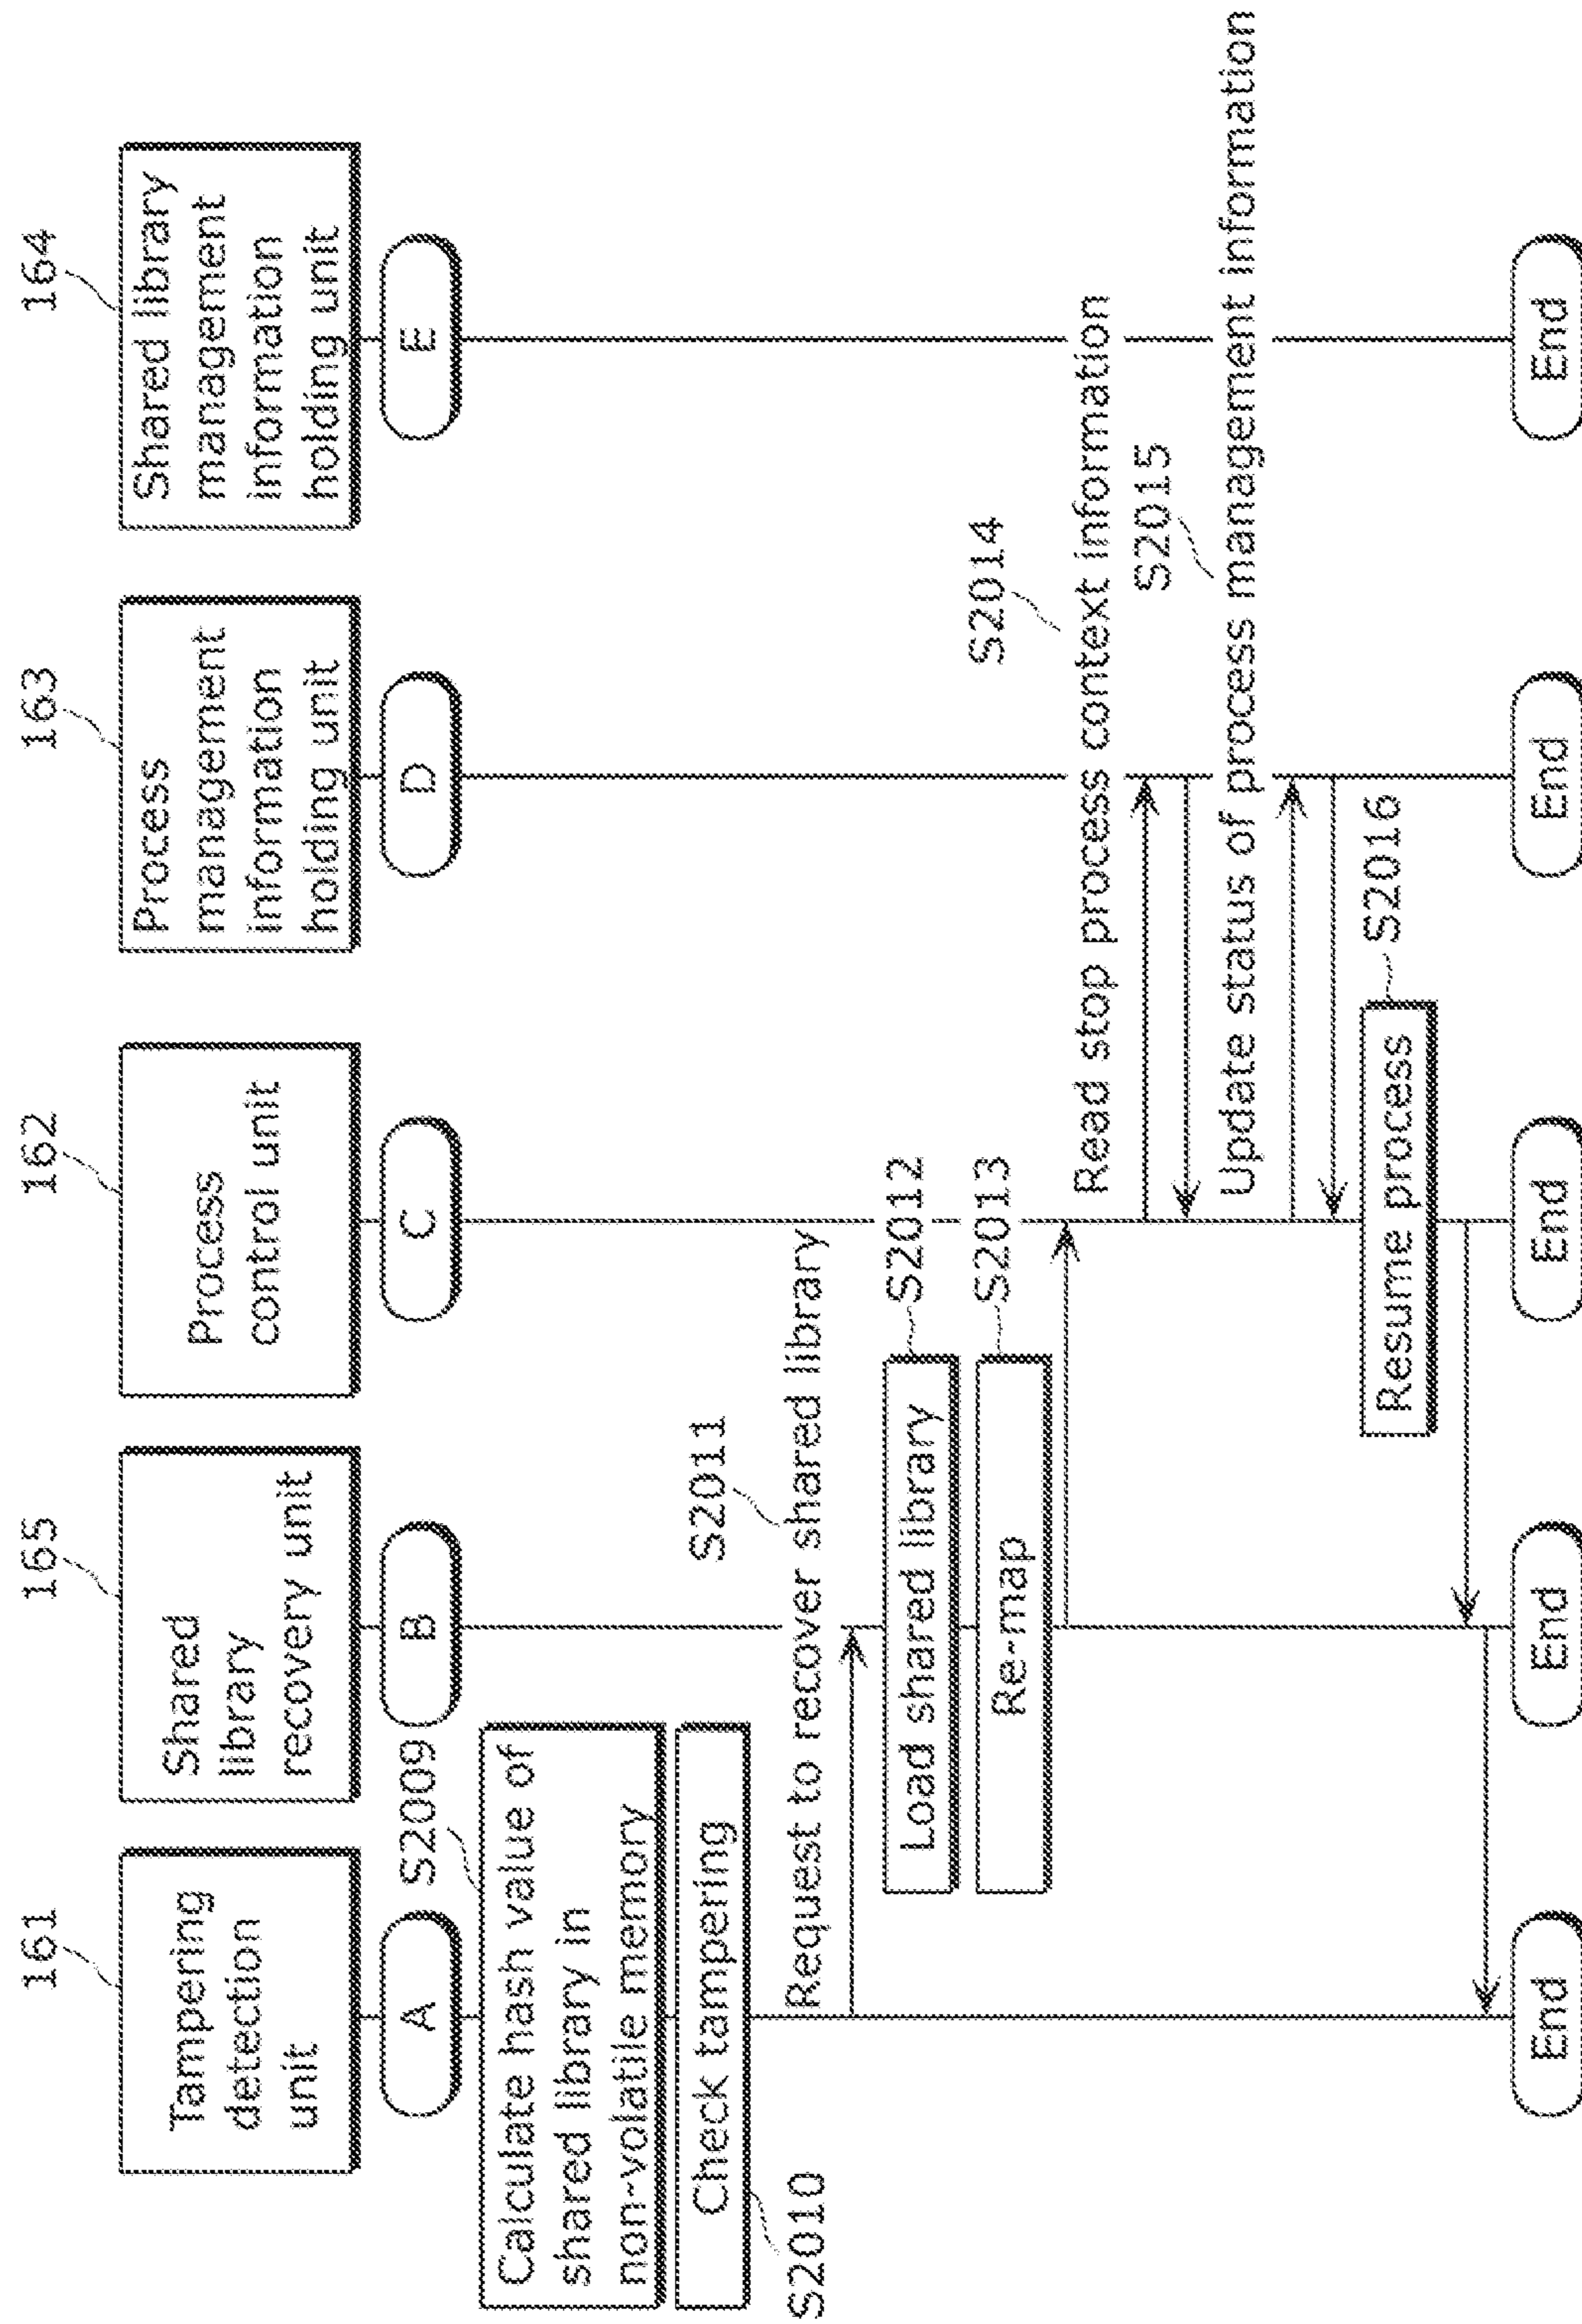 161
Tampering
detection
unit
165
Shared
library
recovery unit
162
Process
control unit
163
Process
management
information
holding unit
164
Shared library
management
information
holding unit
A
B
C
D
E
S2009
Calculate hash value of
shared library in
non-volatile memory
Check tampering
S2010
S2011
Request to recover shared library
Load shared library
S2012
Re-map
S2013
S2014
Read stop process context information
S2015
Update status of process management information
Resume process
S2016
End
End
End
End
End